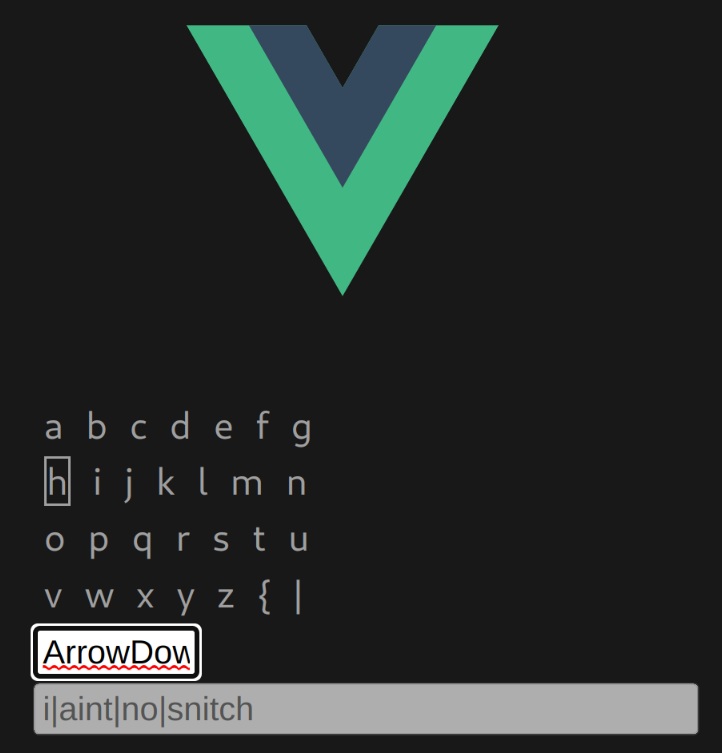 a b c d e f g
h i j k l m n
o p q r s t u
v w x y z { |
ArrowDow
i|aint|no|snitch